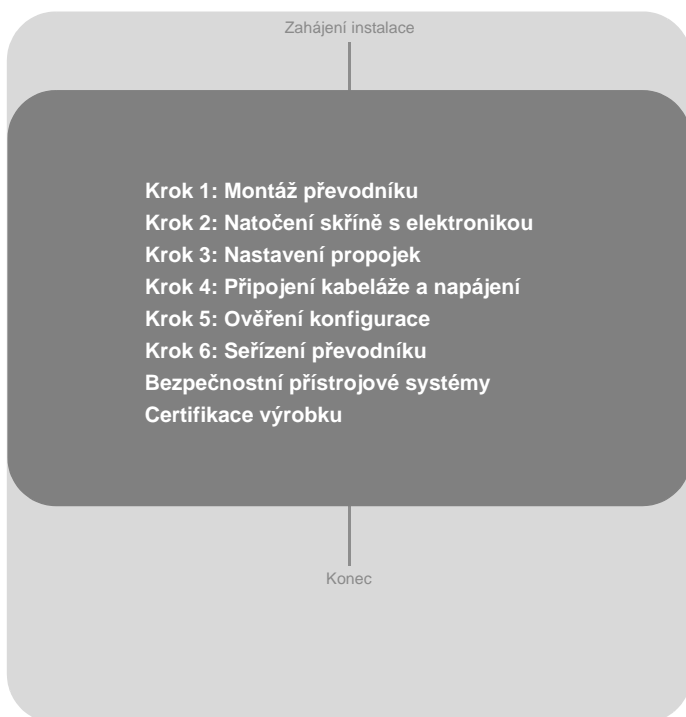 Zahájení instalace
Krok 1: Montáž převodníku
Krok 2: Natočení skříně s elektronikou
Krok 3: Nastavení propojek
Krok 4: Připojení kabeláže a napájení
Krok 5: Ověření konfigurace
Krok 6: Seřízení převodníku
Bezpečnostní přístrojové systémy
Certifikace výrobku
Konec